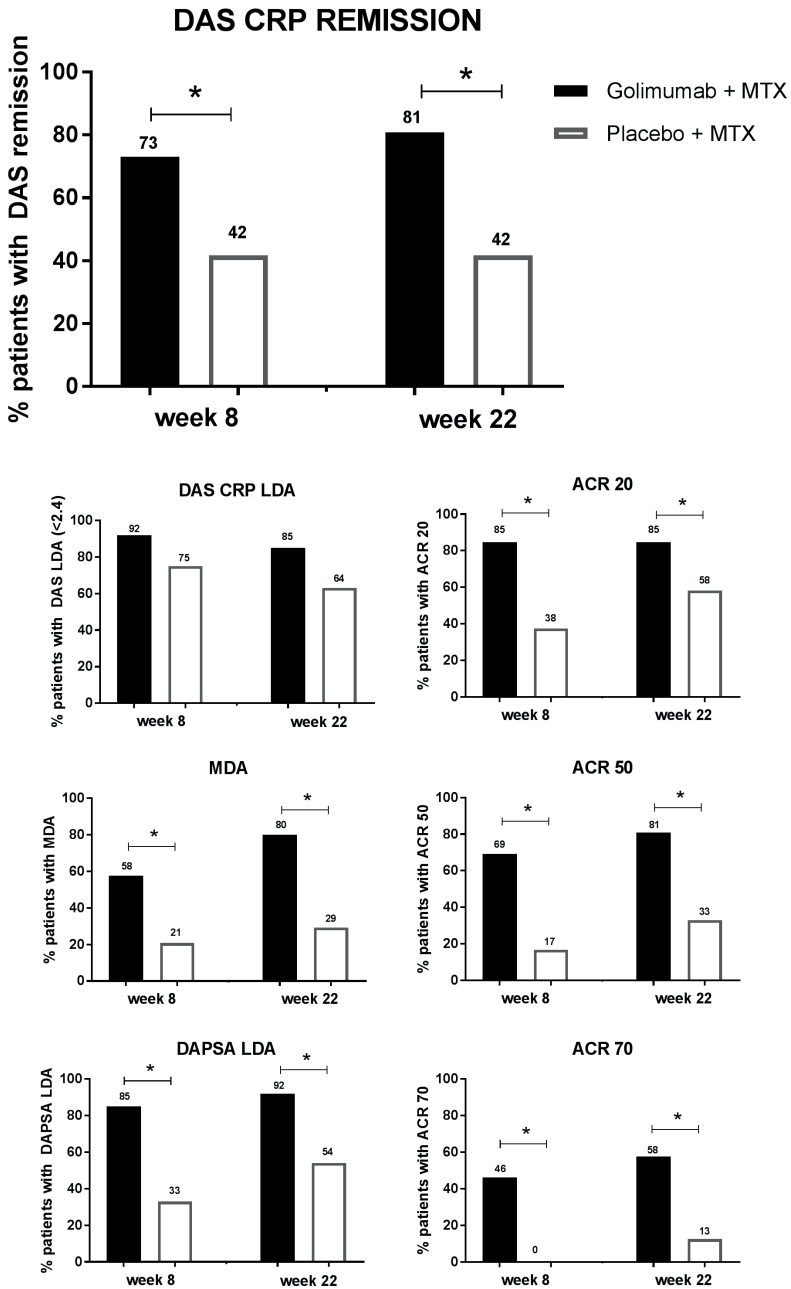 DAS CRP REMISSION
% patients with DAS remission
100
80
60
40
20
0
*
*
73
42
81
42
week 8
week 22
Golimumab + MTX
Placebo + MTX
DAS CRP LDA
% patients with DAS LDA (<2.4)
100
80
60
40
20
0
92
75
85
64
week 8
week 22
ACR 20
% patients with ACR 20
100
80
60
40
20
0
*
*
85
38
85
58
week 8
week 22
MDA
% patients with MDA
100
80
60
40
20
0
*
*
58
21
80
29
week 8
week 22
ACR 50
% patients with ACR 50
100
80
60
40
20
0
*
*
69
17
81
33
week 8
week 22
DAPSA LDA
% patients with DAPSA LDA
100
80
60
40
20
0
*
*
85
33
92
54
week 8
week 22
ACR 70
% patients with ACR 70
100
80
60
40
20
0
*
*
46
0
58
13
week 8
week 22